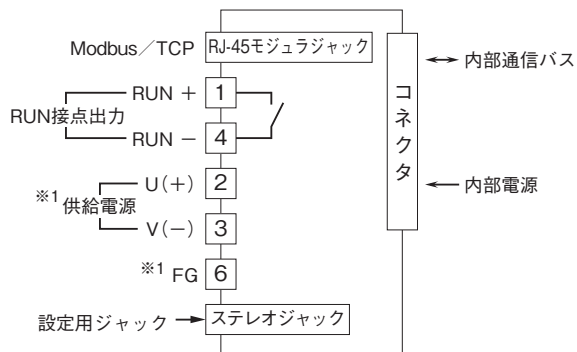 Modbus／TCP RJ-45モジュラジャック
内部通信バス
RUN + 1
RUN接点出力
RUN − 4
コネクタ
U(+) 2
内部電源
※1 供給電源
V(−) 3
※1 FG 6
設定用ジャック ステレオジャック